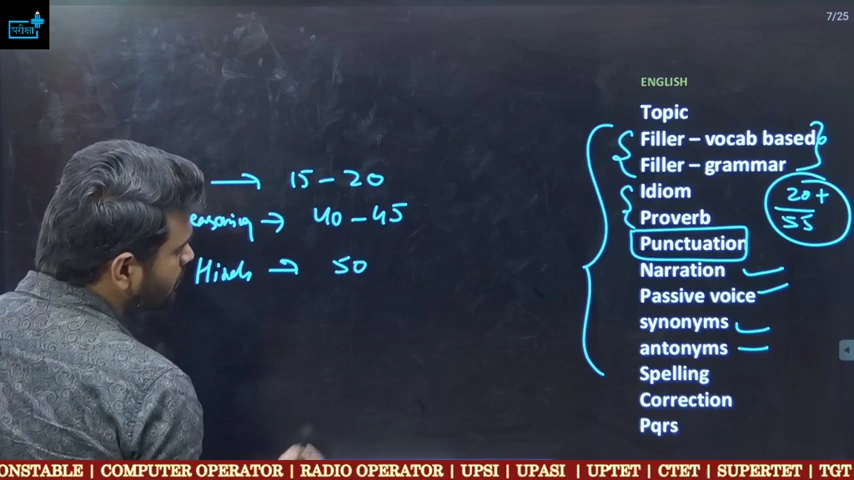 परीक्षा
7/25
ENGLISH
Topic
Filler – vocab based
Filler – grammar
Idiom
Proverb
Punctuation
Narration
Passive voice
synonyms
antonyms
Spelling
Correction
Pqrs
20+
55
→ 15 – 20
easoning → 40 – 45
Hindi → 50
ONSTABLE | COMPUTER OPERATOR | RADIO OPERATOR | UPSI | UPASI | UPTET | CTET | SUPERTET | TGT